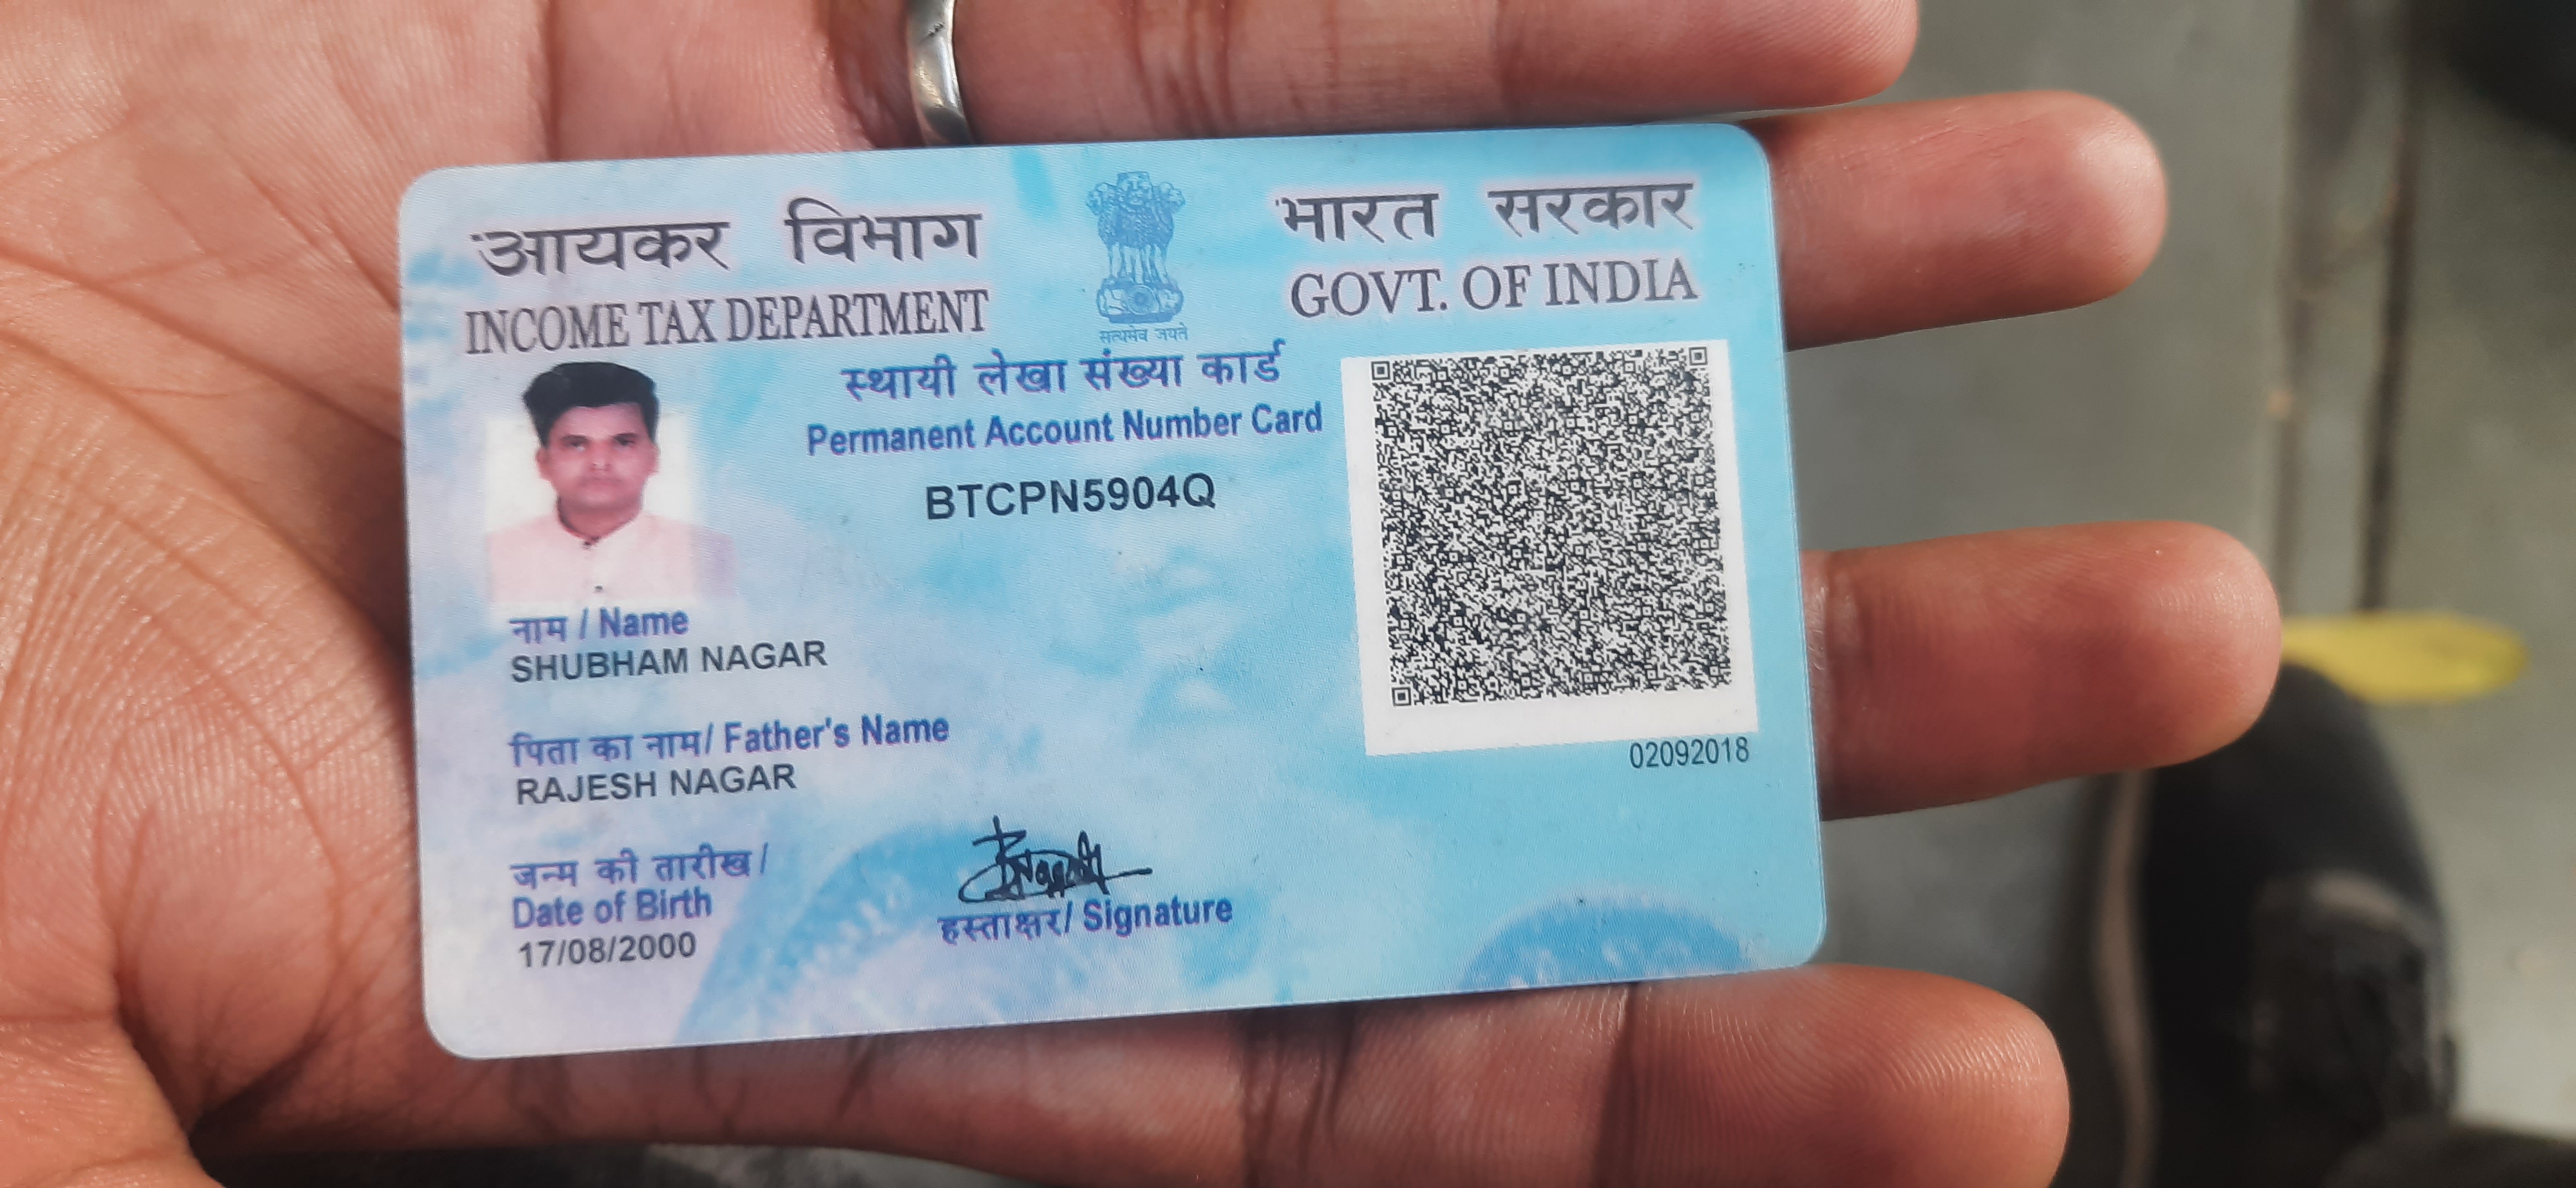 आयकर विभाग
INCOME TAX DEPARTMENT
सत्यमेव जयते
भारत सरकार
GOVT. OF INDIA
स्थायी लेखा संख्या कार्ड
Permanent Account Number Card
BTCPN5904Q
नाम / Name
SHUBHAM NAGAR
पिता का नाम/ Father's Name
RAJESH NAGAR
जन्म की तारीख /
Date of Birth
17/08/2000
हस्ताक्षर/ Signature
02092018